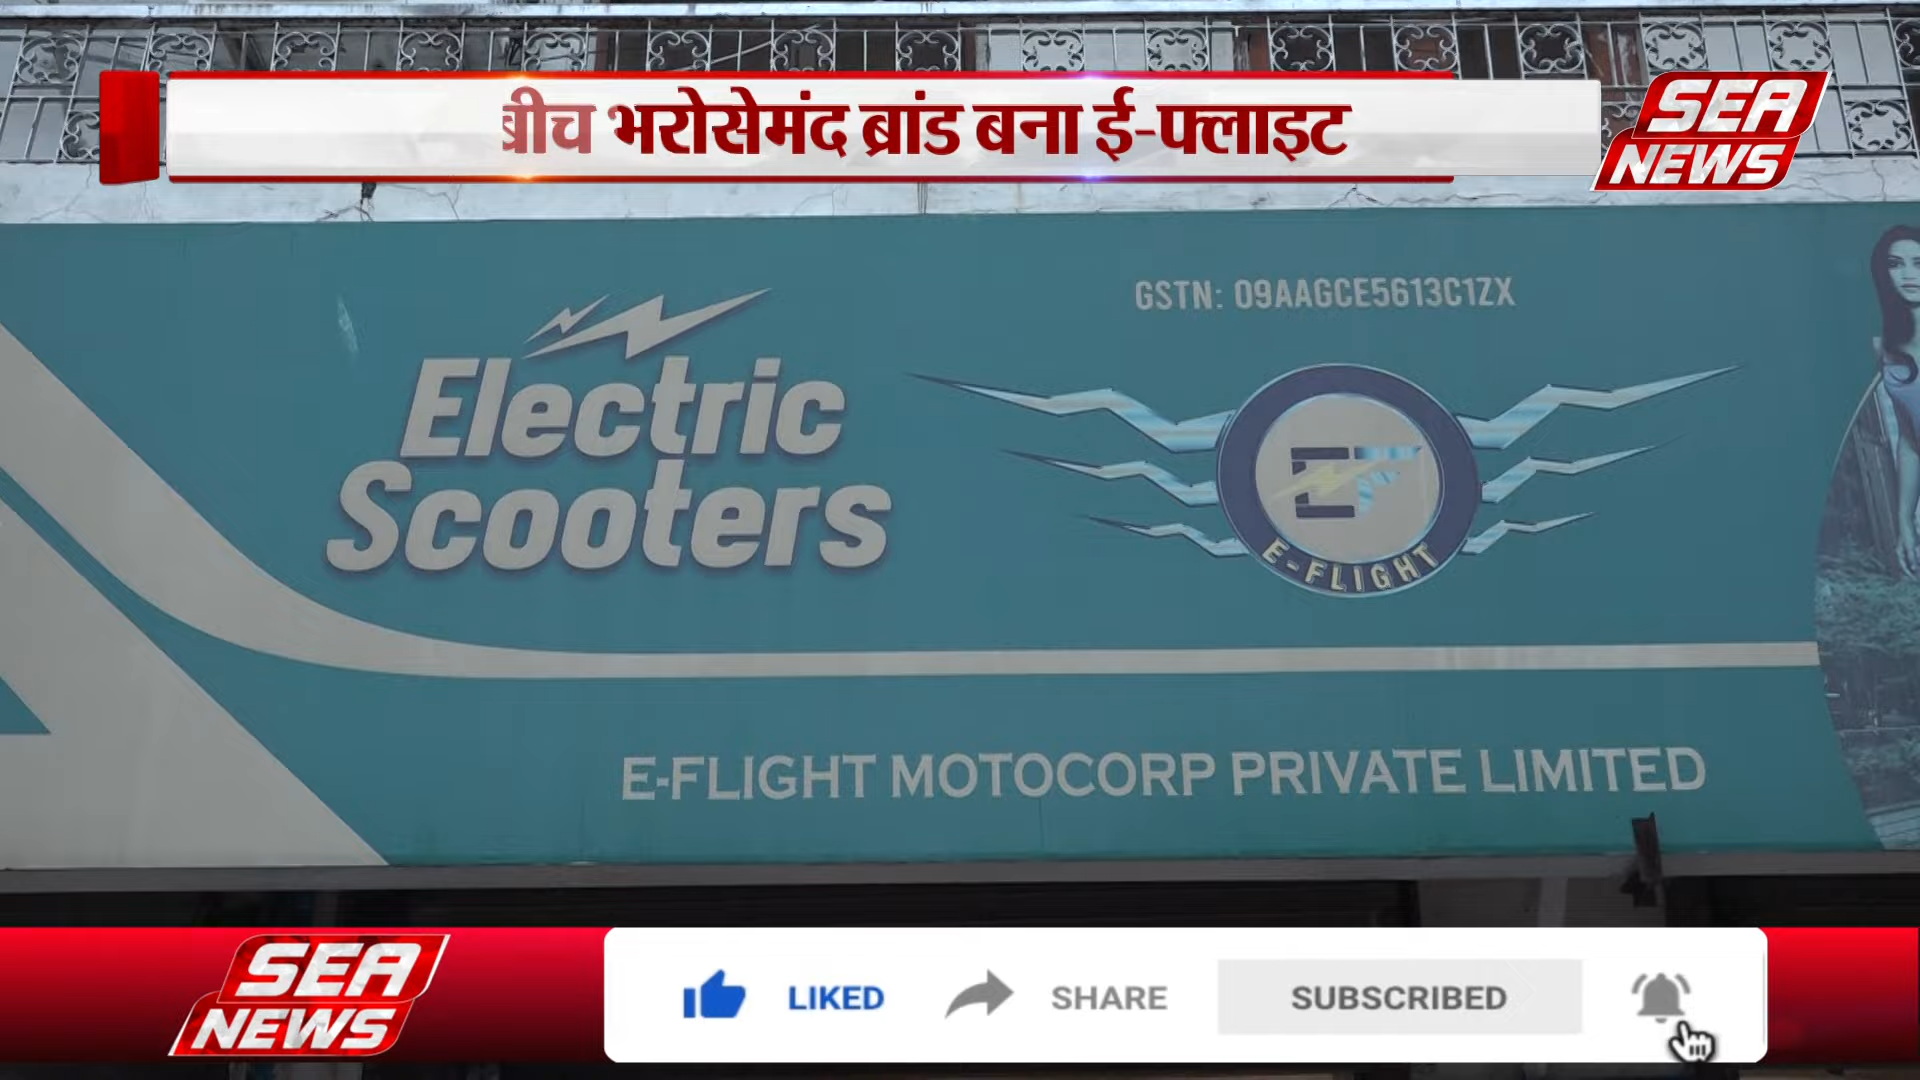 बीच भरोसेमंद ब्रांड बना ई-फ्लाइट
SEA
NEWS
GSTN: 09AAGCE5613C1ZX
Electric
Scooters
EF
E-FLIGHT
E-FLIGHT MOTOCORP PRIVATE LIMITED
SEA
NEWS
LIKED
SHARE
SUBSCRIBED